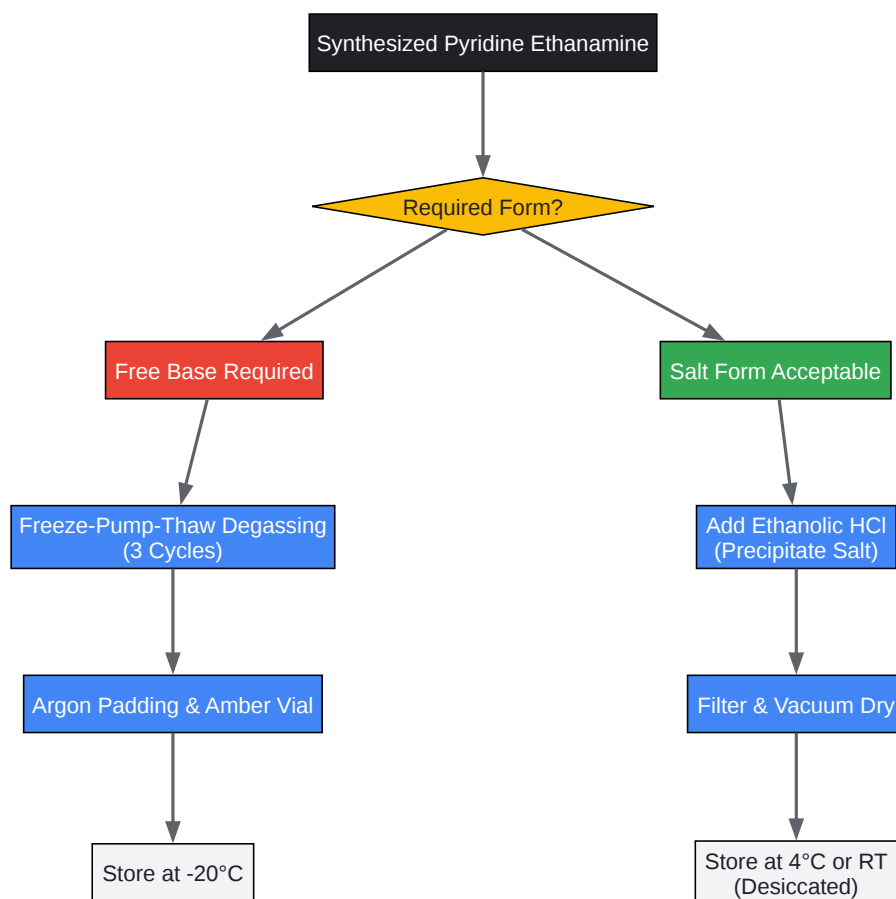 Synthesized Pyridine Ethanamine
Required Form?
Free Base Required
Salt Form Acceptable
Freeze-Pump-Thaw Degassing
(3 Cycles)
Add Ethanolic HCl
(Precipitate Salt)
Argon Padding & Amber Vial
Filter & Vacuum Dry
Store at -20°C
Store at 4°C or RT
(Desiccated)